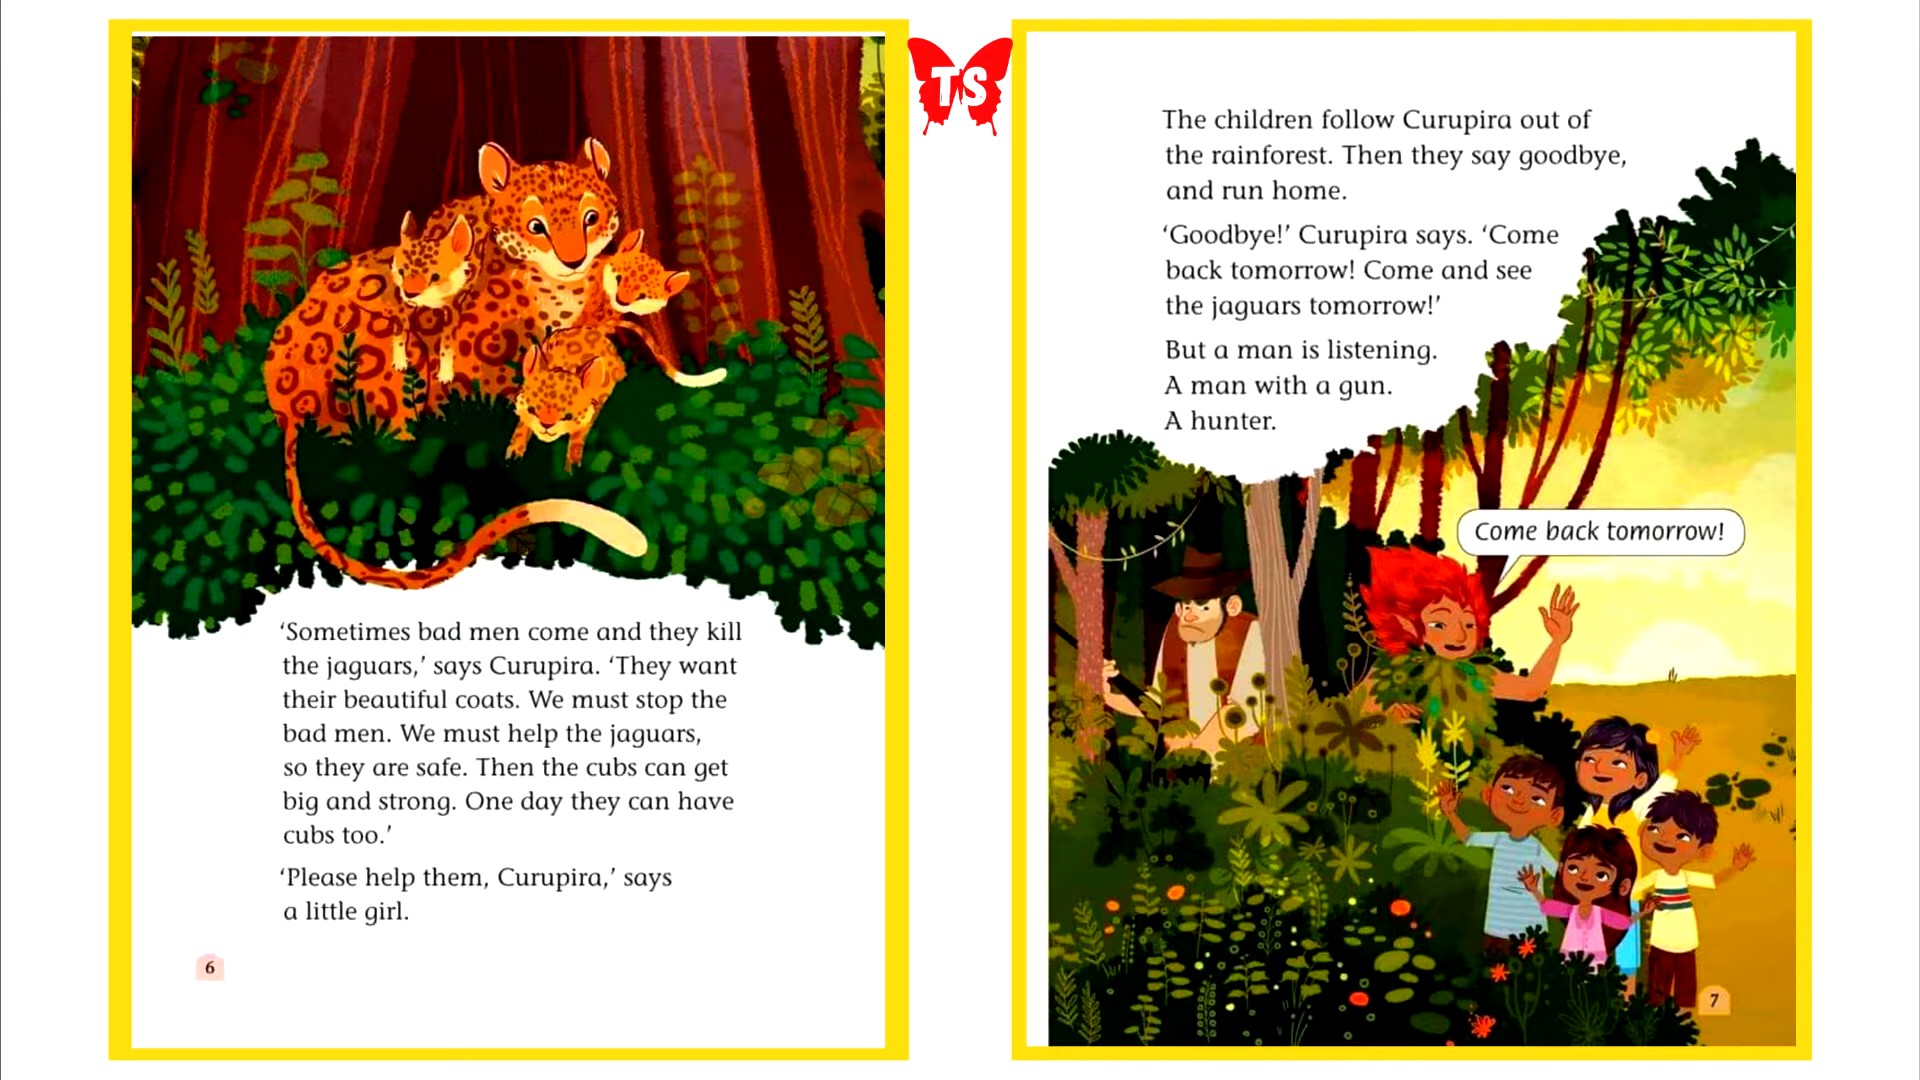 ‘Sometimes bad men come and they kill
the jaguars,’ says Curupira. ‘They want
their beautiful coats. We must stop the
bad men. We must help the jaguars,
so they are safe. Then the cubs can get
big and strong. One day they can have
cubs too.’
‘Please help them, Curupira,’ says
a little girl.
6
TS
The children follow Curupira out of
the rainforest. Then they say goodbye,
and run home.
‘Goodbye!’ Curupira says. ‘Come
back tomorrow! Come and see
the jaguars tomorrow!’
But a man is listening.
A man with a gun.
A hunter.
Come back tomorrow!
7